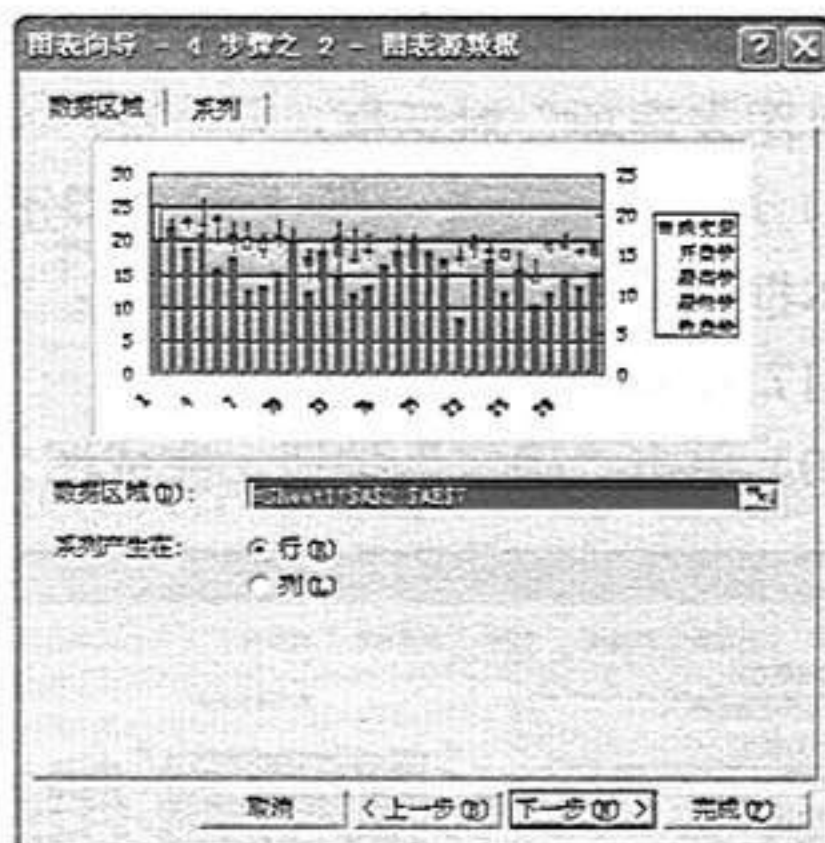 图表向导 - 4 步骤之 2 - 图表源数据
数据区域 系列
30
25
20
15
10
5
0
25
20
15
10
5
0
开盘价
最高价
最低价
收盘价
数据区域(D):
系列产生在:
行(R)
列(L)
取消 <上一步(B) 下一步(N)> 完成(F)